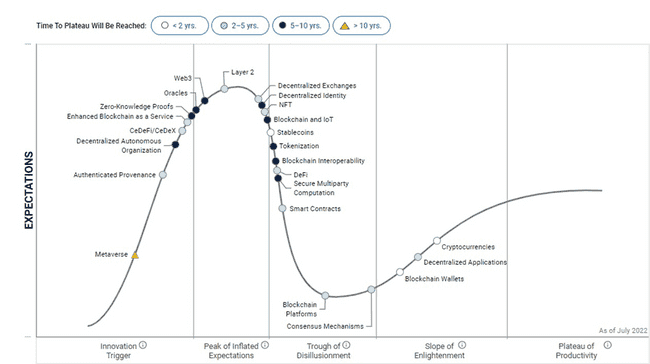 Time To Plateau Will Be Reached: < 2 yrs. 2–5 yrs. 5–10 yrs. > 10 yrs.
EXPECTATIONS
Web3
Layer 2
Oracles
Zero-Knowledge Proofs
Enhanced Blockchain as a Service
CeDeFi/CeDeX
Decentralized Autonomous
Organization
Authenticated Provenance
Metaverse
Decentralized Exchanges
Decentralized Identity
NFT
Blockchain and IoT
Stablecoins
Tokenization
Blockchain Interoperability
DeFi
Secure Multiparty
Computation
Smart Contracts
Blockchain
Platforms
Consensus Mechanisms
Cryptocurrencies
Decentralized Applications
Blockchain Wallets
As of July 2022
Innovation
Trigger
Peak of Inflated
Expectations
Trough of
Disillusionment
Slope of
Enlightenment
Plateau of
Productivity